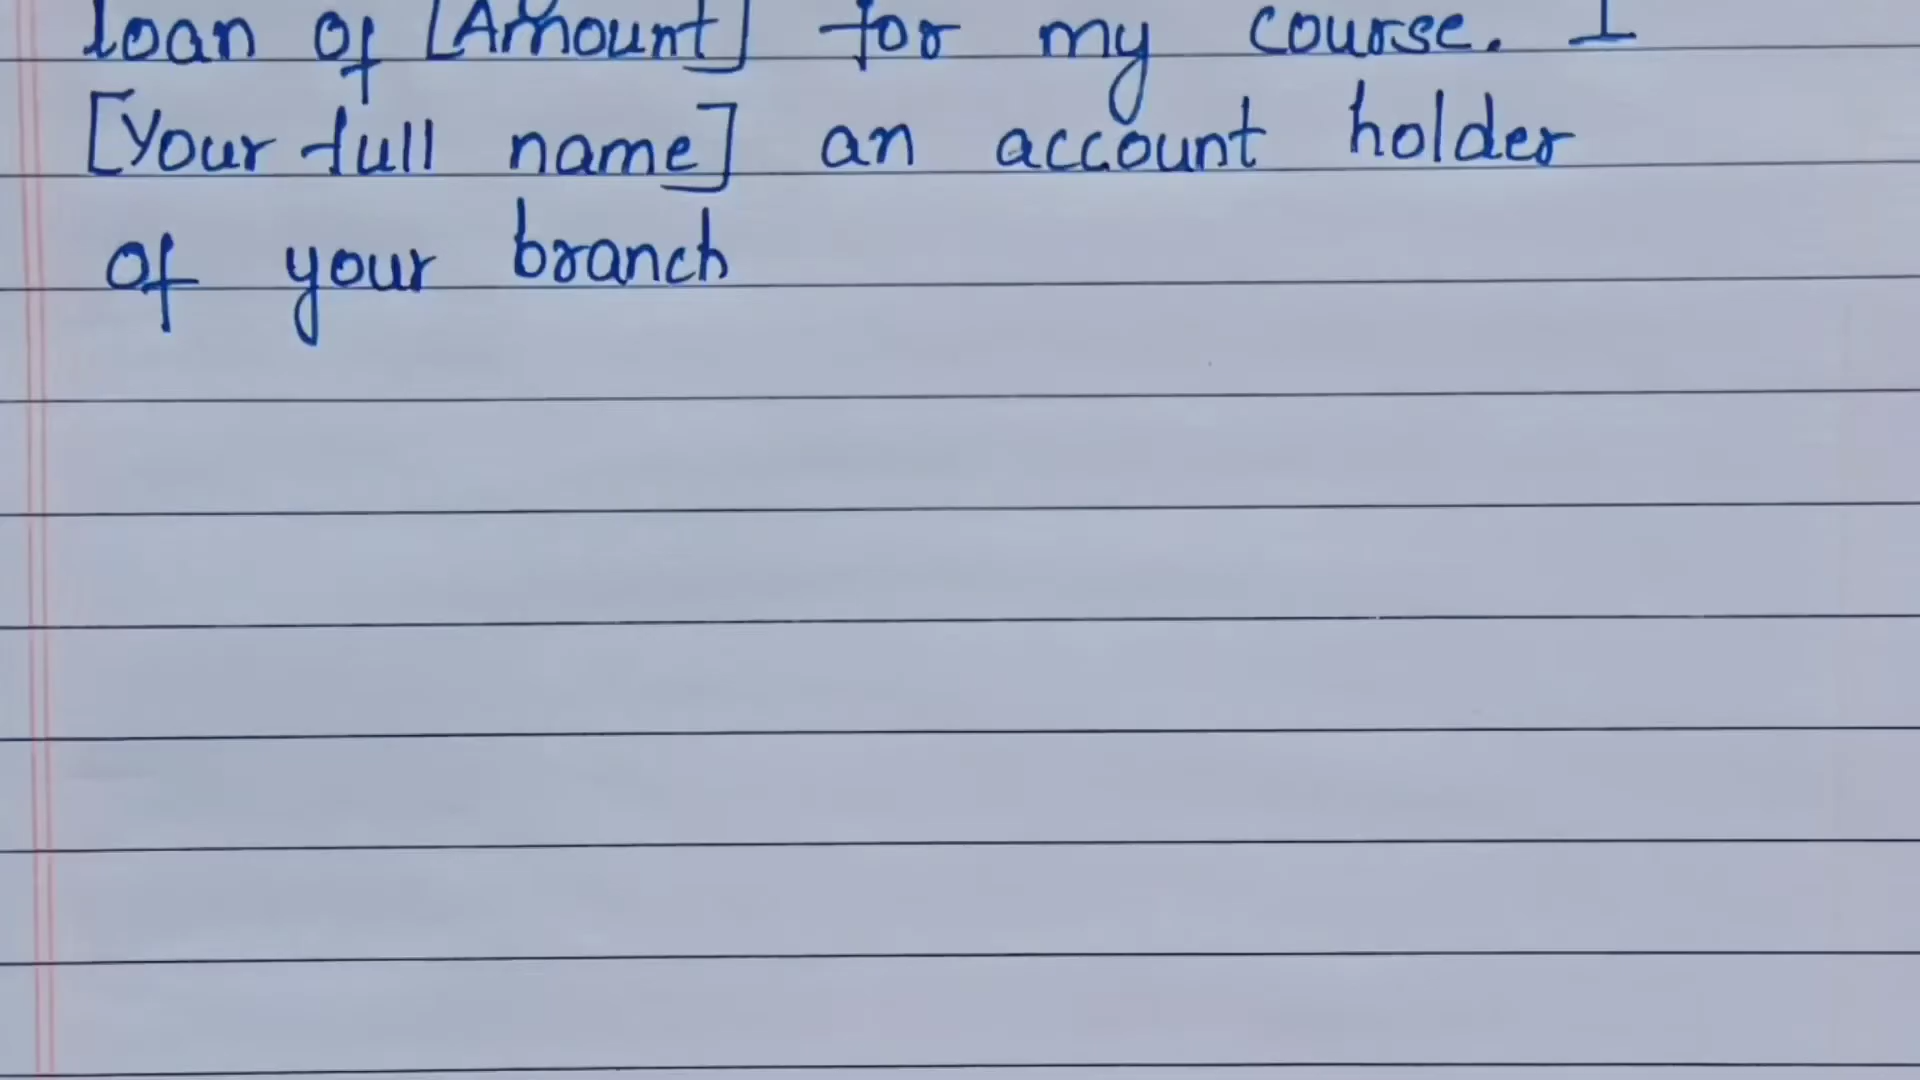 loan of [Amount] for my course. I
[Your full name] an account holder
of your branch